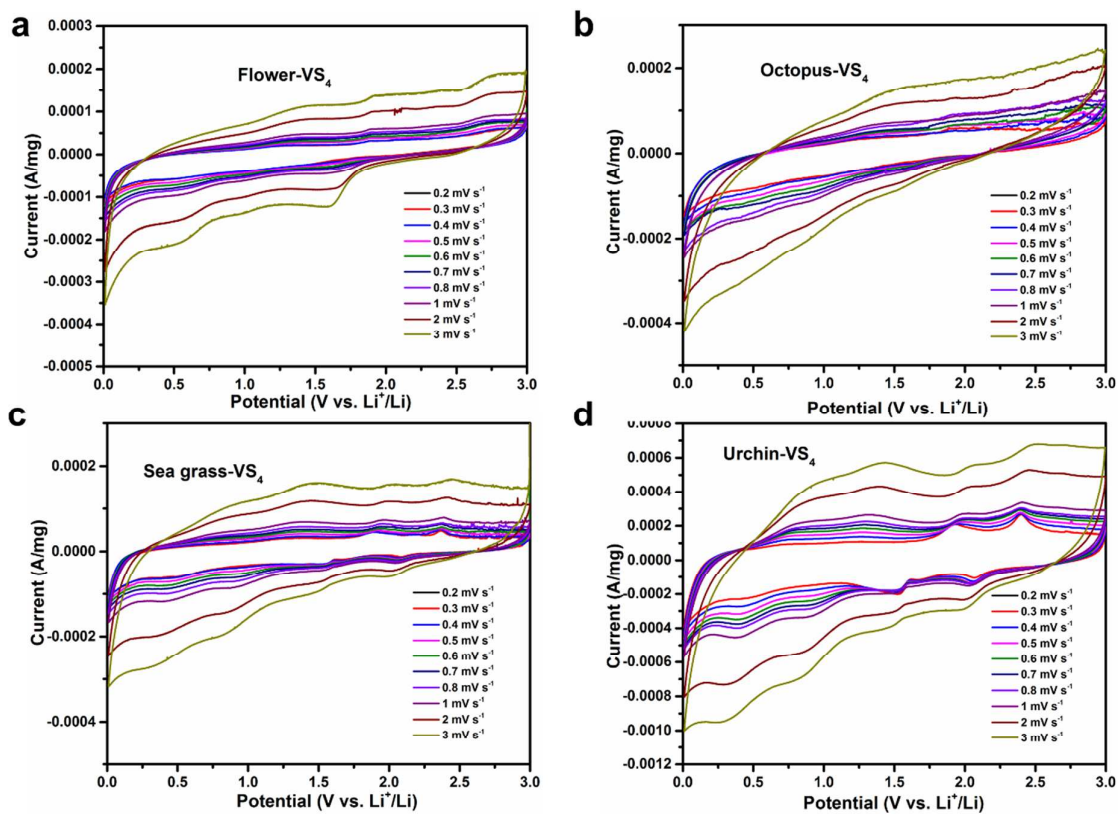 a
Flower-VS4
0.0003
0.0002
0.0001
0.0000
-0.0001
-0.0002
-0.0003
-0.0004
-0.0005
Current (A/mg)
0.2 mV s-1
0.3 mV s-1
0.4 mV s-1
0.5 mV s-1
0.6 mV s-1
0.7 mV s-1
0.8 mV s-1
1 mV s-1
2 mV s-1
3 mV s-1
0.0 0.5 1.0 1.5 2.0 2.5 3.0
Potential (V vs. Li+/Li)
b
Octopus-VS4
0.0002
0.0000
-0.0002
-0.0004
Current (A/mg)
0.2 mV s-1
0.3 mV s-1
0.4 mV s-1
0.5 mV s-1
0.6 mV s-1
0.7 mV s-1
0.8 mV s-1
1 mV s-1
2 mV s-1
3 mV s-1
0.0 0.5 1.0 1.5 2.0 2.5 3.0
Potential (V vs. Li+/Li)
c
Sea grass-VS4
0.0002
0.0000
-0.0002
-0.0004
Current (A/mg)
0.2 mV s-1
0.3 mV s-1
0.4 mV s-1
0.5 mV s-1
0.6 mV s-1
0.7 mV s-1
0.8 mV s-1
1 mV s-1
2 mV s-1
3 mV s-1
0.0 0.5 1.0 1.5 2.0 2.5 3.0
Potential (V vs. Li+/Li)
d
Urchin-VS4
0.0008
0.0006
0.0004
0.0002
0.0000
-0.0002
-0.0004
-0.0006
-0.0008
-0.0010
-0.0012
Current (A/mg)
0.2 mV s-1
0.3 mV s-1
0.4 mV s-1
0.5 mV s-1
0.6 mV s-1
0.7 mV s-1
0.8 mV s-1
1 mV s-1
2 mV s-1
3 mV s-1
0.0 0.5 1.0 1.5 2.0 2.5 3.0
Potential (V vs. Li+/Li)